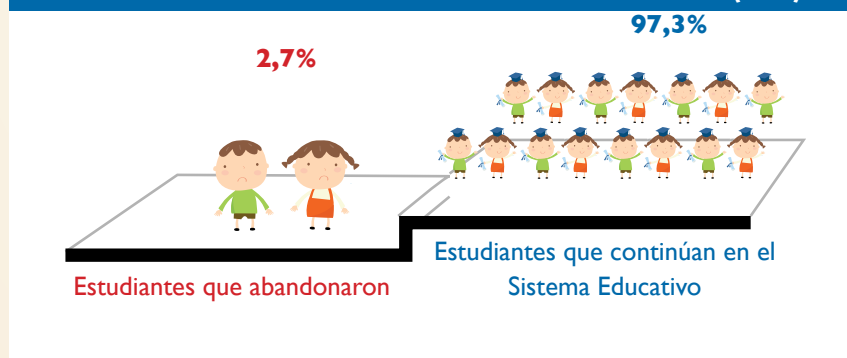 97,3%
2,7%
Estudiantes que continúan en el
Sistema Educativo
Estudiantes que abandonaron